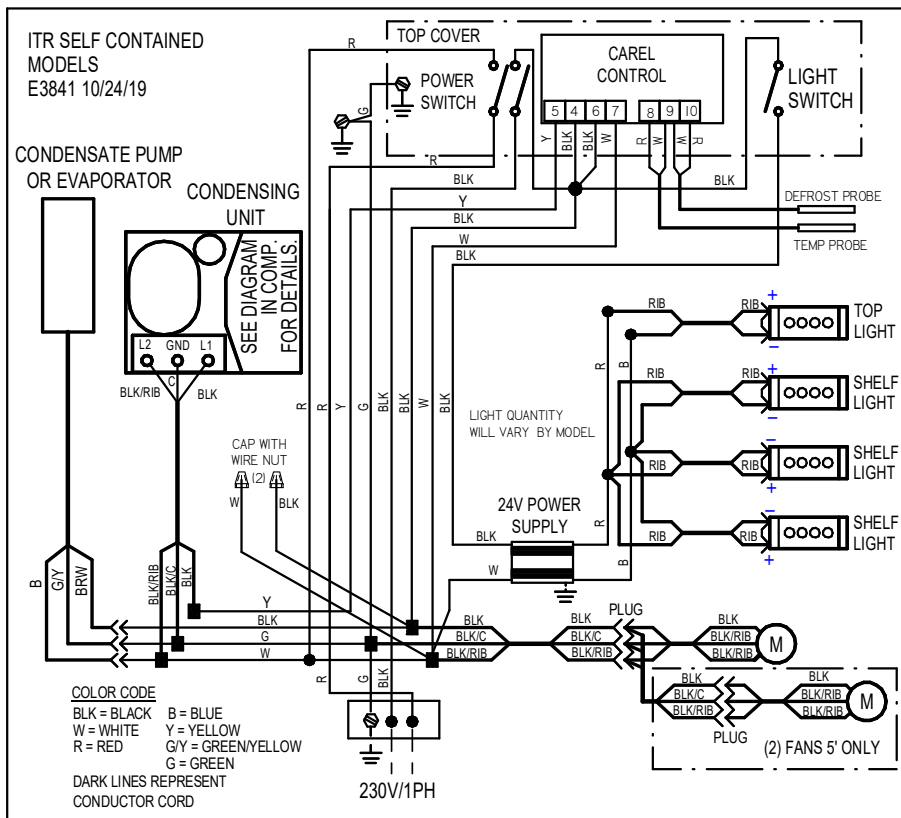 ITR SELF CONTAINED
MODELS
E3841 10/24/19
TOP COVER
POWER
SWITCH
CAREL
CONTROL
5 4 6 7 8 9 10
LIGHT
SWITCH
R
G
Y
BLK
BLK
W
R
W
W
R
R
BLK
BLK
Y
BLK
W
BLK
DEFROST PROBE
TEMP PROBE
CONDENSATE PUMP
OR EVAPORATOR
CONDENSING
UNIT
SEE DIAGRAM
IN COMP.
FOR DETAILS.
L2 GND L1
BLK/RIB
C
BLK
RIB
RIB
+
−
TOP
LIGHT
RIB
RIB
+
−
SHELF
LIGHT
RIB
RIB
−
+
SHELF
LIGHT
RIB
RIB
−
+
SHELF
LIGHT
R
B
R
B
R
R
Y
G
BLK
BLK
W
BLK
LIGHT QUANTITY
WILL VARY BY MODEL
CAP WITH
WIRE NUT
(2)
W
BLK
24V POWER
SUPPLY
BLK
W
B
G/Y
BRW
BLK/RIB
BLK/C
BLK
Y
BLK
G
W
BLK
BLK/C
BLK/RIB
BLK
BLK/C
BLK/RIB
PLUG
BLK
BLK/RIB
BLK/RIB
M
BLK
BLK/C
BLK/RIB
PLUG
BLK
BLK/RIB
BLK/RIB
M
(2) FANS 5' ONLY
R
G
BLK
230V/1PH
COLOR CODE
BLK = BLACK B = BLUE
W = WHITE Y = YELLOW
R = RED G/Y = GREEN/YELLOW
G = GREEN
DARK LINES REPRESENT
CONDUCTOR CORD